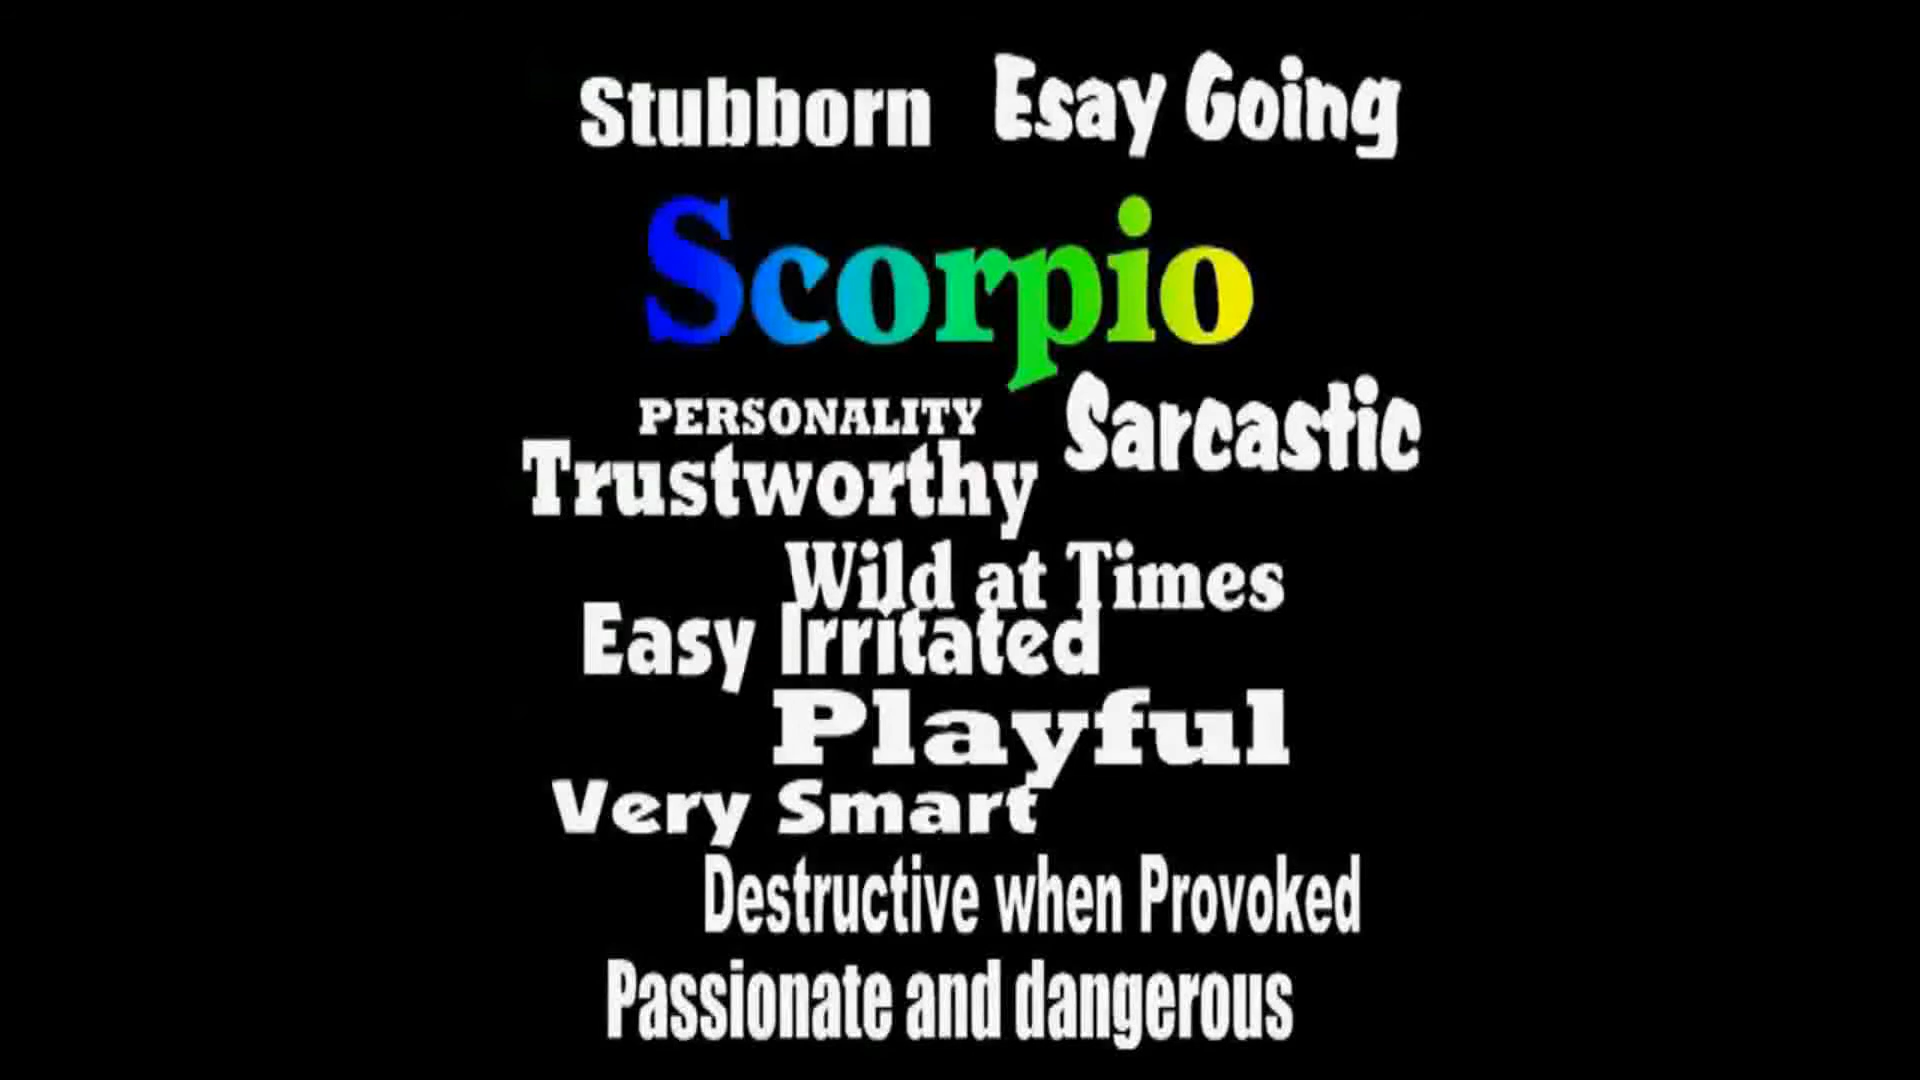 Stubborn Esay Going
Scorpio
PERSONALITY
Sarcastic
Trustworthy
Wild at Times
Easy Irritated
Playful
Very Smart
Destructive when Provoked
Passionate and dangerous